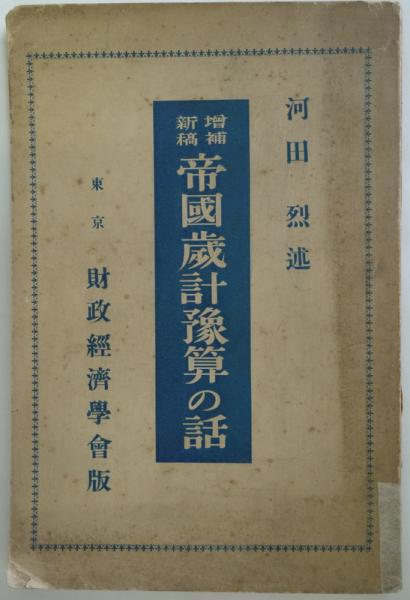 河田烈述
增補
新稿
帝國歲計豫算の話
東京
財政經濟學會版